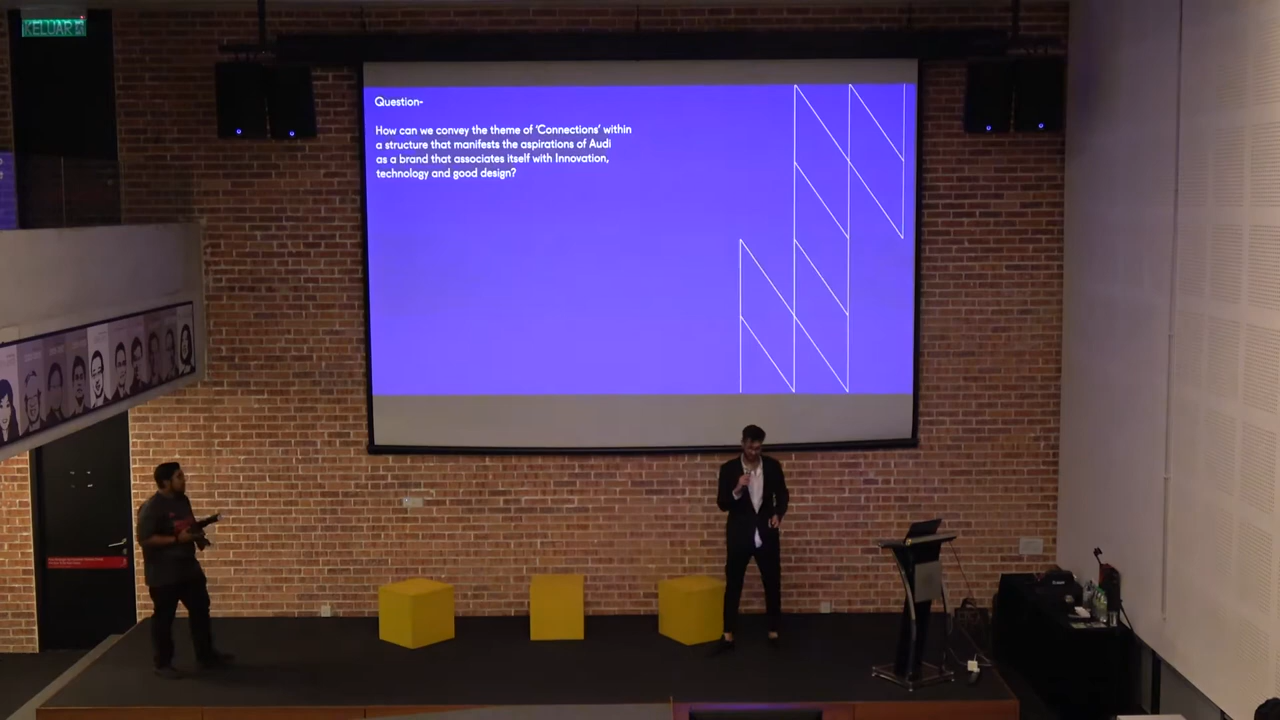 KELUAR
Question-
How can we convey the theme of 'Connections' within
a structure that manifests the aspirations of Audi
as a brand that associates itself with Innovation,
technology and good design?